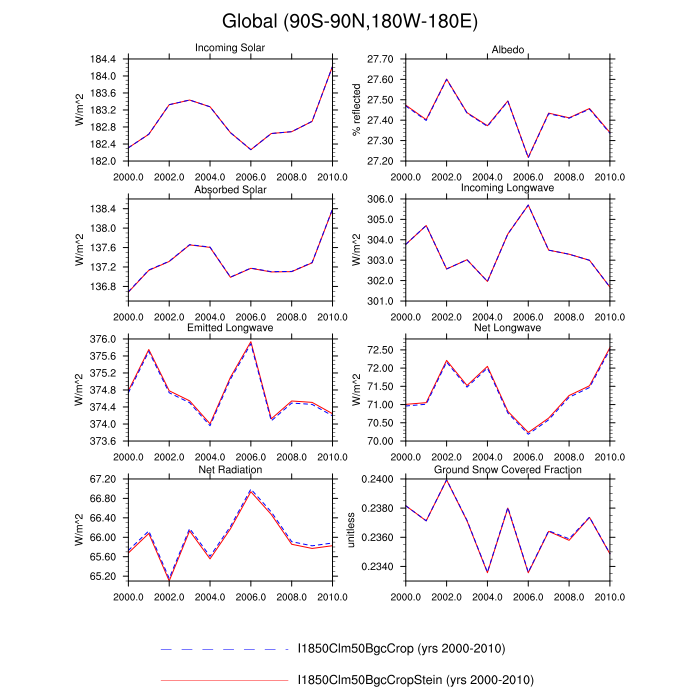 Global (90S-90N,180W-180E)
Incoming Solar
184.4
184.0
183.6
183.2
182.8
182.4
182.0
W/m^2
2000.0 2002.0 2004.0 2006.0 2008.0 2010.0
Albedo
27.70
27.60
27.50
27.40
27.30
27.20
% reflected
2000.0 2002.0 2004.0 2006.0 2008.0 2010.0
Absorbed Solar
138.4
138.0
137.6
137.2
136.8
W/m^2
2000.0 2002.0 2004.0 2006.0 2008.0 2010.0
Incoming Longwave
306.0
305.0
304.0
303.0
302.0
301.0
W/m^2
2000.0 2002.0 2004.0 2006.0 2008.0 2010.0
Emitted Longwave
376.0
375.6
375.2
374.8
374.4
374.0
373.6
W/m^2
2000.0 2002.0 2004.0 2006.0 2008.0 2010.0
Net Longwave
72.50
72.00
71.50
71.00
70.50
70.00
W/m^2
2000.0 2002.0 2004.0 2006.0 2008.0 2010.0
Net Radiation
67.20
66.80
66.40
66.00
65.60
65.20
W/m^2
2000.0 2002.0 2004.0 2006.0 2008.0 2010.0
Ground Snow Covered Fraction
0.2400
0.2380
0.2360
0.2340
unitless
2000.0 2002.0 2004.0 2006.0 2008.0 2010.0
I1850Clm50BgcCrop (yrs 2000-2010)
I1850Clm50BgcCropStein (yrs 2000-2010)